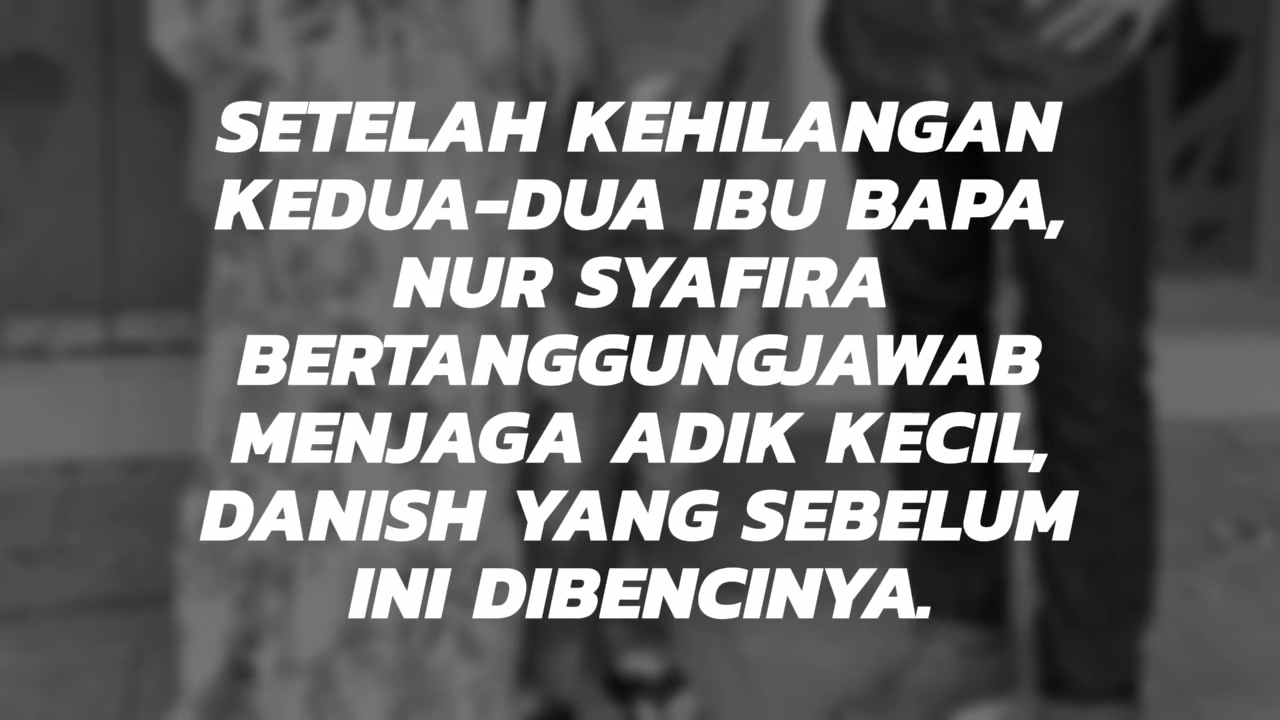 SETELAH KEHILANGAN
KEDUA-DUA IBU BAPA,
NUR SYAFIRA
BERTANGGUNGJAWAB
MENJAGA ADIK KECIL,
DANISH YANG SEBELUM
INI DIBENCINYA.